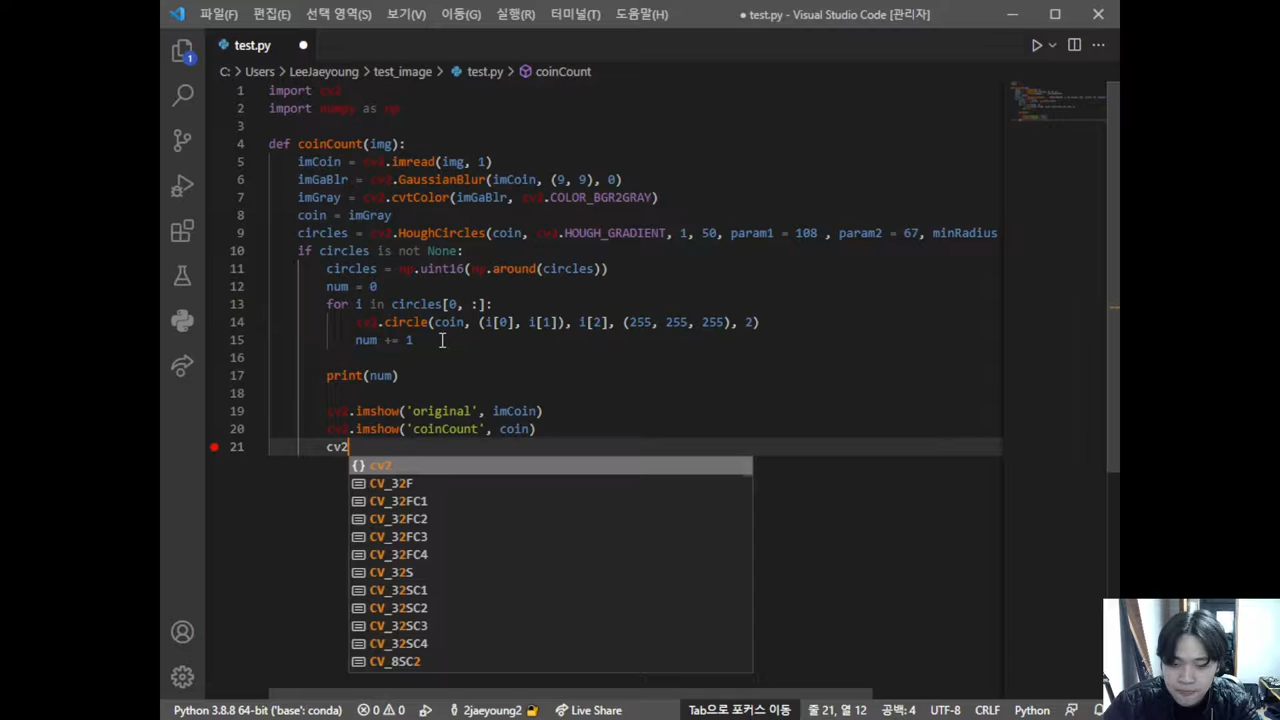 파일(F) 편집(E) 선택 영역(S) 보기(V) 이동(G) 실행(R) 터미널(T) 도움말(H) ● test.py - Visual Studio Code [관리자]
test.py
C: > Users > LeeJaeyoung > test_image > test.py > coinCount
1 import cv2
2 import numpy as np
3
4 def coinCount(img):
5 imCoin = cv2.imread(img, 1)
6 imGaBlr = cv2.GaussianBlur(imCoin, (9, 9), 0)
7 imGray = cv2.cvtColor(imGaBlr, cv2.COLOR_BGR2GRAY)
8 coin = imGray
9 circles = cv2.HoughCircles(coin, cv2.HOUGH_GRADIENT, 1, 50, param1 = 108 , param2 = 67, minRadius
10 if circles is not None:
11 circles = np.uint16(np.around(circles))
12 num = 0
13 for i in circles[0, :]:
14 cv2.circle(coin, (i[0], i[1]), i[2], (255, 255, 255), 2)
15 num += 1
16
17 print(num)
18
19 cv2.imshow('original', imCoin)
20 cv2.imshow('coinCount', coin)
21 cv2
{} cv2
CV_32F
CV_32FC1
CV_32FC2
CV_32FC3
CV_32FC4
CV_32S
CV_32SC1
CV_32SC2
CV_32SC3
CV_32SC4
CV_8SC2
1
Python 3.8.8 64-bit ('base': conda) 0 0 2jaeyoung2 Live Share Tab으로 포커스 이동 줄 21, 열 12 공백: 4 UTF-8 CRLF Python